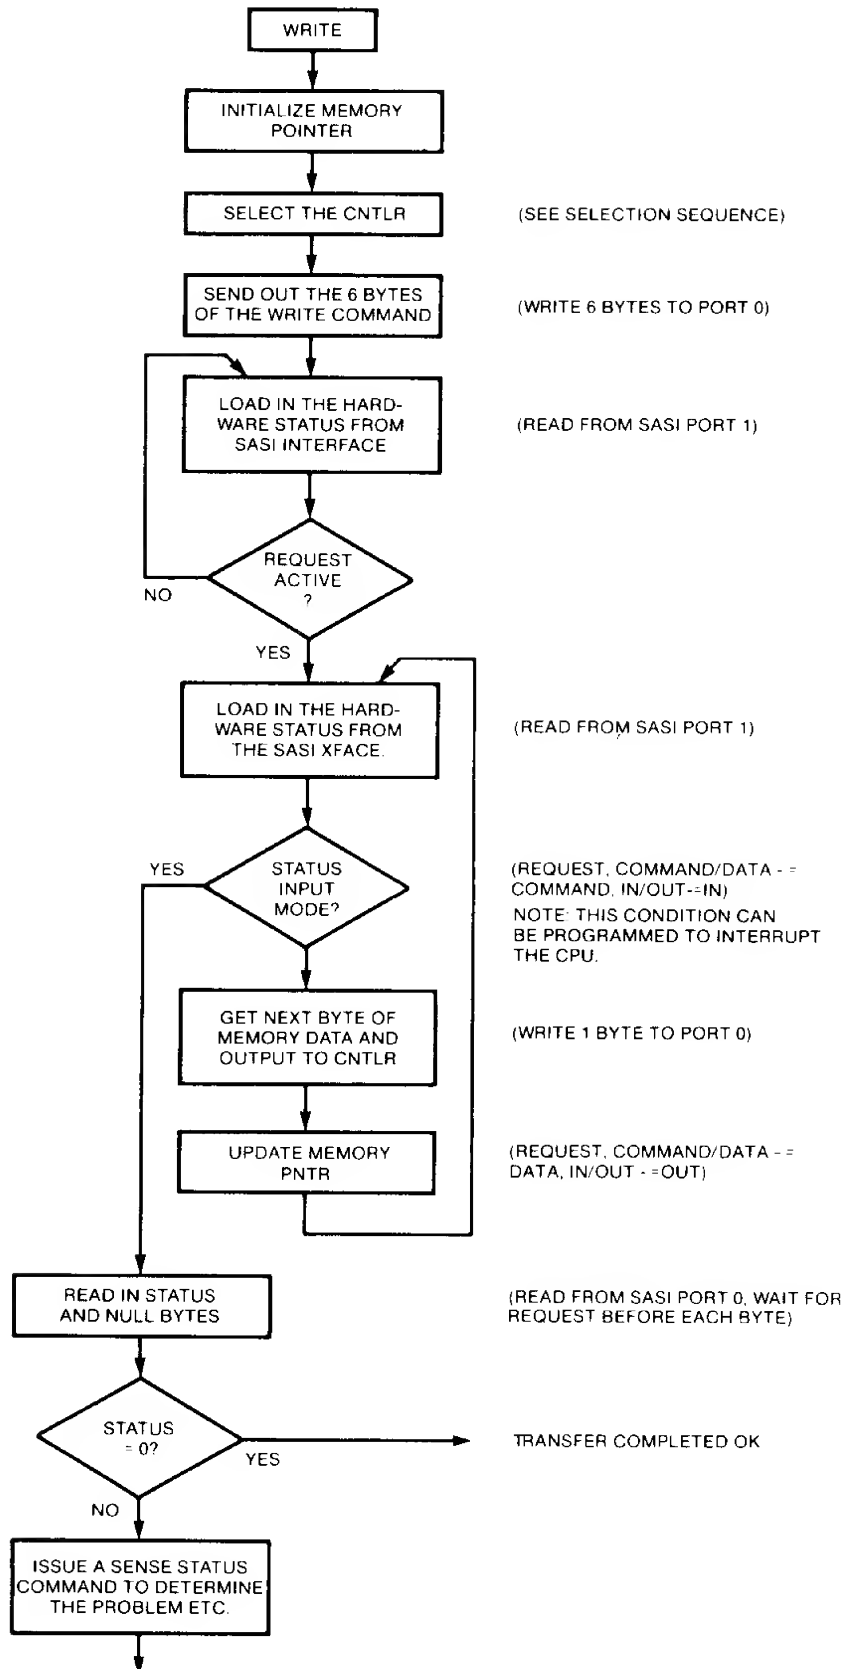 WRITE
INITIALIZE MEMORY
POINTER
SELECT THE CNTLR
(SEE SELECTION SEQUENCE)
SEND OUT THE 6 BYTES
OF THE WRITE COMMAND
(WRITE 6 BYTES TO PORT 0)
LOAD IN THE HARD-
WARE STATUS FROM
SASI INTERFACE
(READ FROM SASI PORT 1)
REQUEST
ACTIVE
?
NO
YES
LOAD IN THE HARD-
WARE STATUS FROM
THE SASI XFACE.
(READ FROM SASI PORT 1)
YES
STATUS
INPUT
MODE?
(REQUEST, COMMAND/DATA - =
COMMAND, IN/OUT-=IN)
NOTE: THIS CONDITION CAN
BE PROGRAMMED TO INTERRUPT
THE CPU.
GET NEXT BYTE OF
MEMORY DATA AND
OUTPUT TO CNTLR
(WRITE 1 BYTE TO PORT 0)
UPDATE MEMORY
PNTR
(REQUEST, COMMAND/DATA - =
DATA, IN/OUT - =OUT)
READ IN STATUS
AND NULL BYTES
(READ FROM SASI PORT 0, WAIT FOR
REQUEST BEFORE EACH BYTE)
STATUS
= 0?
YES
TRANSFER COMPLETED OK
NO
ISSUE A SENSE STATUS
COMMAND TO DETERMINE
THE PROBLEM ETC.